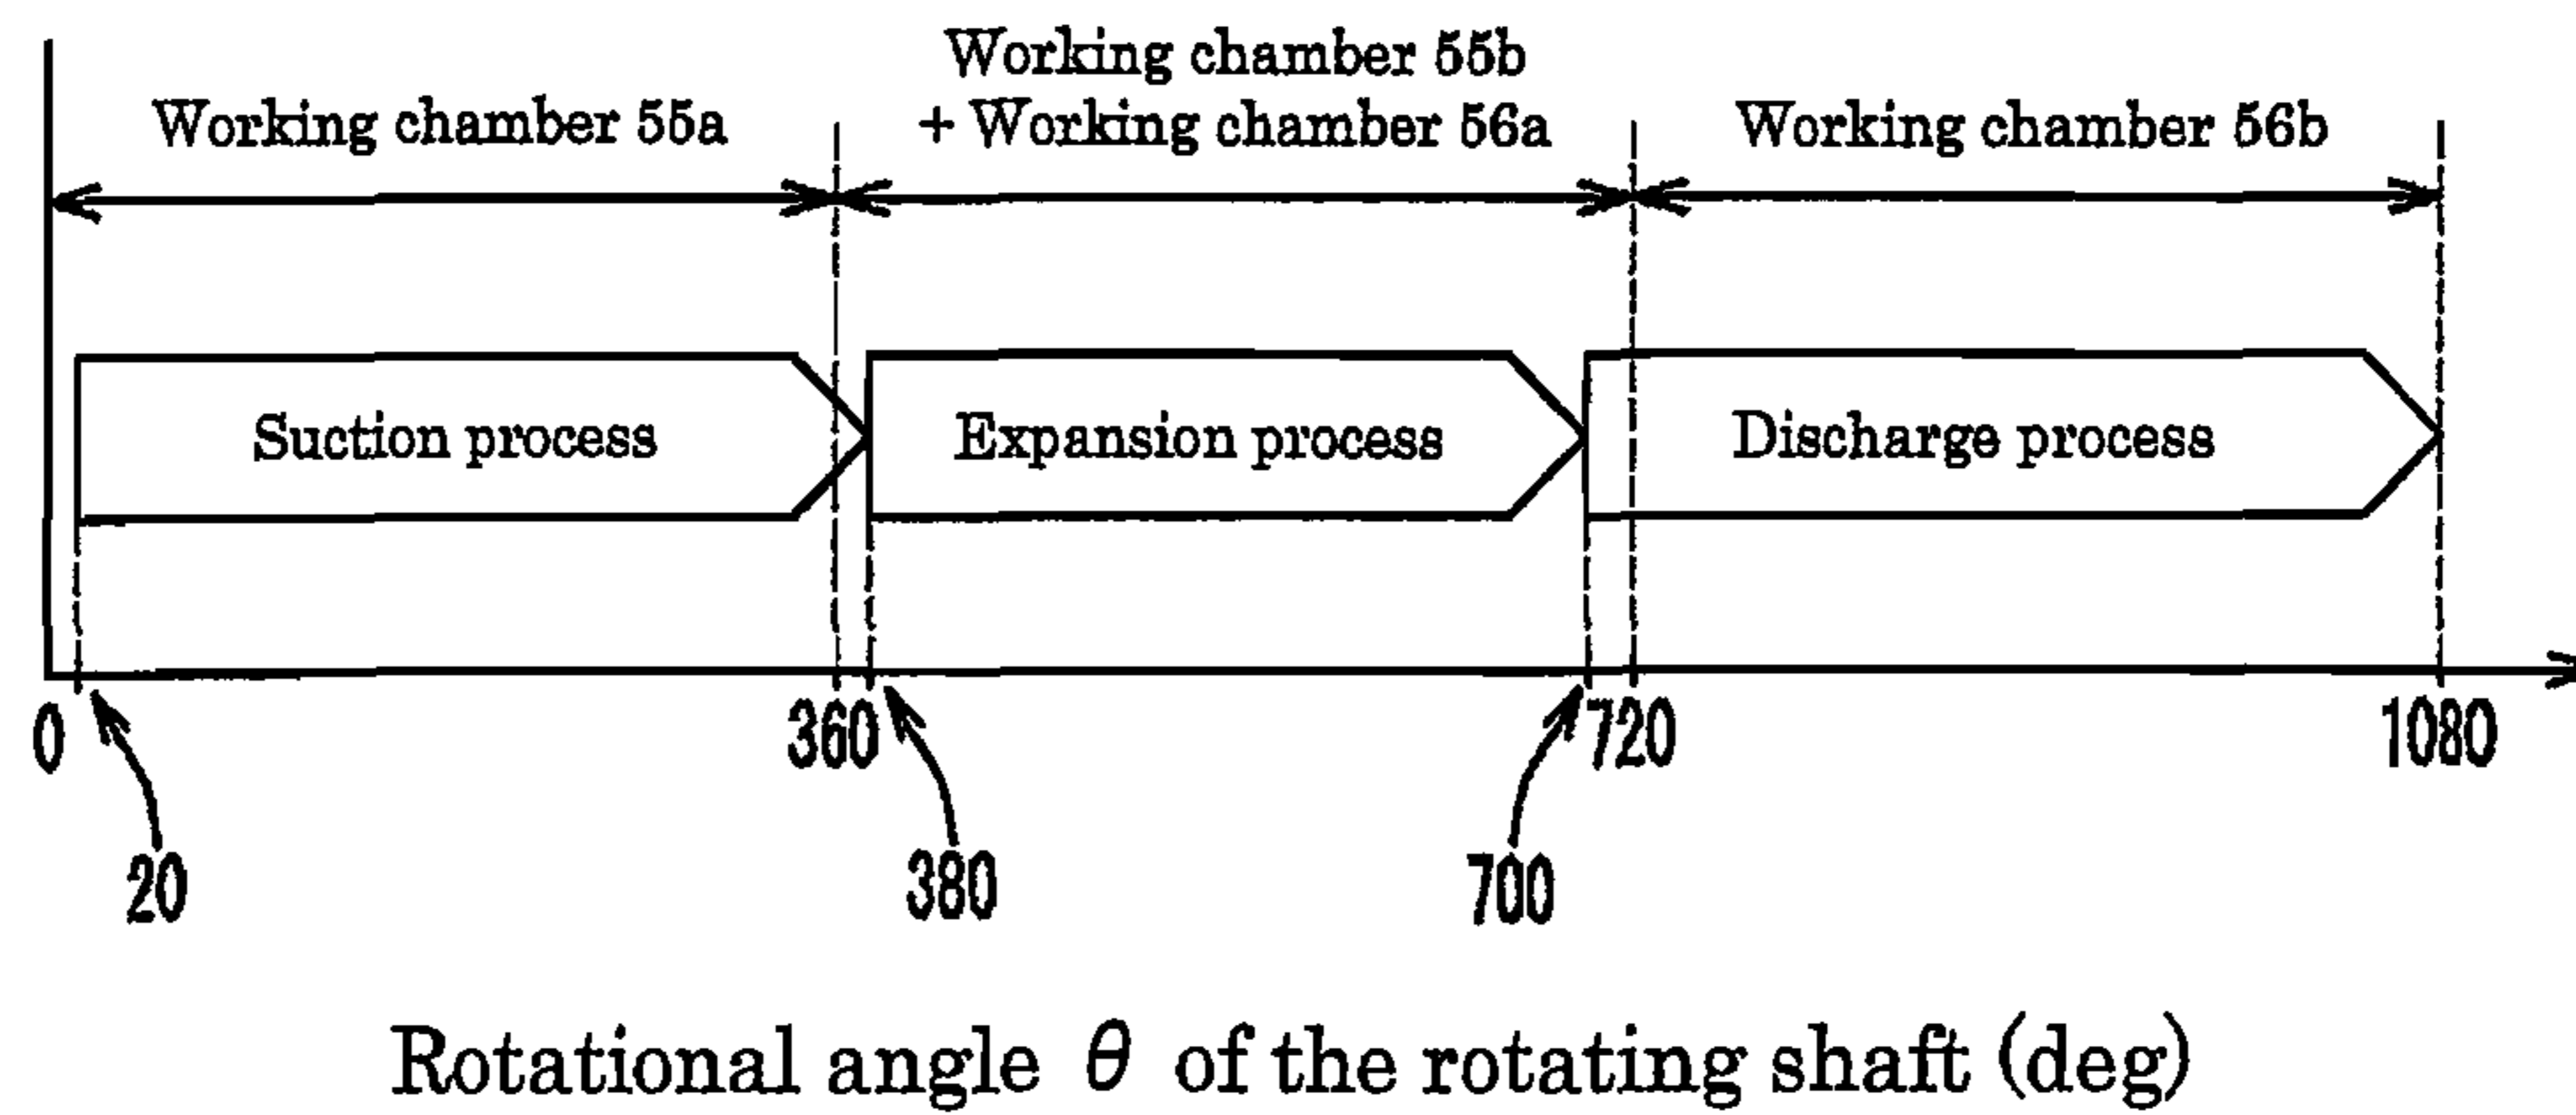 Working chamber 55b
Working chamber 55a
+ Working chamber 56a
Working chamber 56b
Suction process
Expansion process
Discharge process
0
360
720
1080
20
380
700
Rotational angle θ of the rotating shaft (deg)